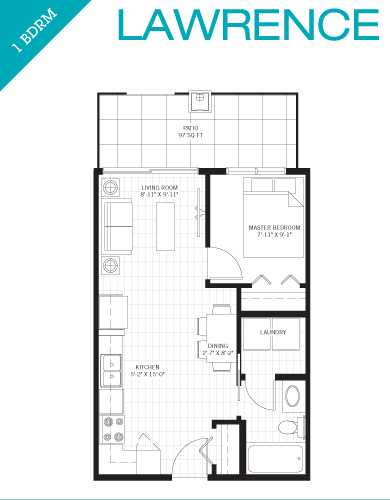 1 BDRM
LAWRENCE
PATIO
97 SQ FT
LIVING ROOM
8'-11" X 9'-11"
MASTER BEDROOM
7'-11" X 9'-1"
LAUNDRY
DINING
2'-7" X 8'-2"
KITCHEN
5'-2" X 15'-0"